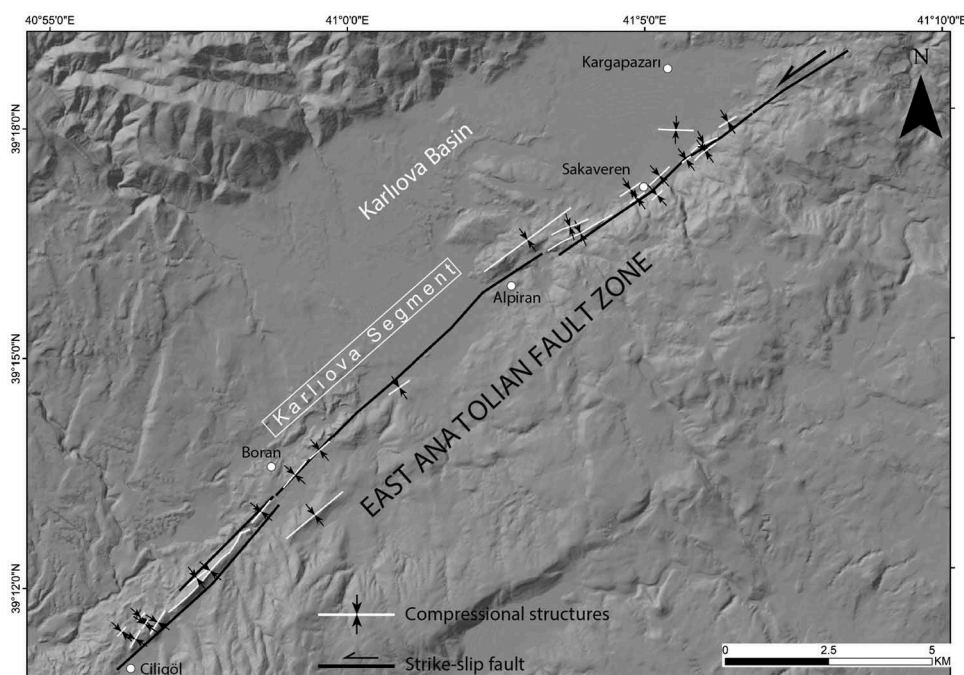 40°55'0"E
41°0'0"E
41°5'0"E
41°10'0"E
39°18'0"N
39°15'0"N
39°12'0"N
N
Kargapazarı
Karlıova Basin
Sakaveren
Karlıova Segment
Alpiran
EAST ANATOLIAN FAULT ZONE
Boran
Compressional structures
Strike-slip fault
Ciligöl
0 2.5 5
KM